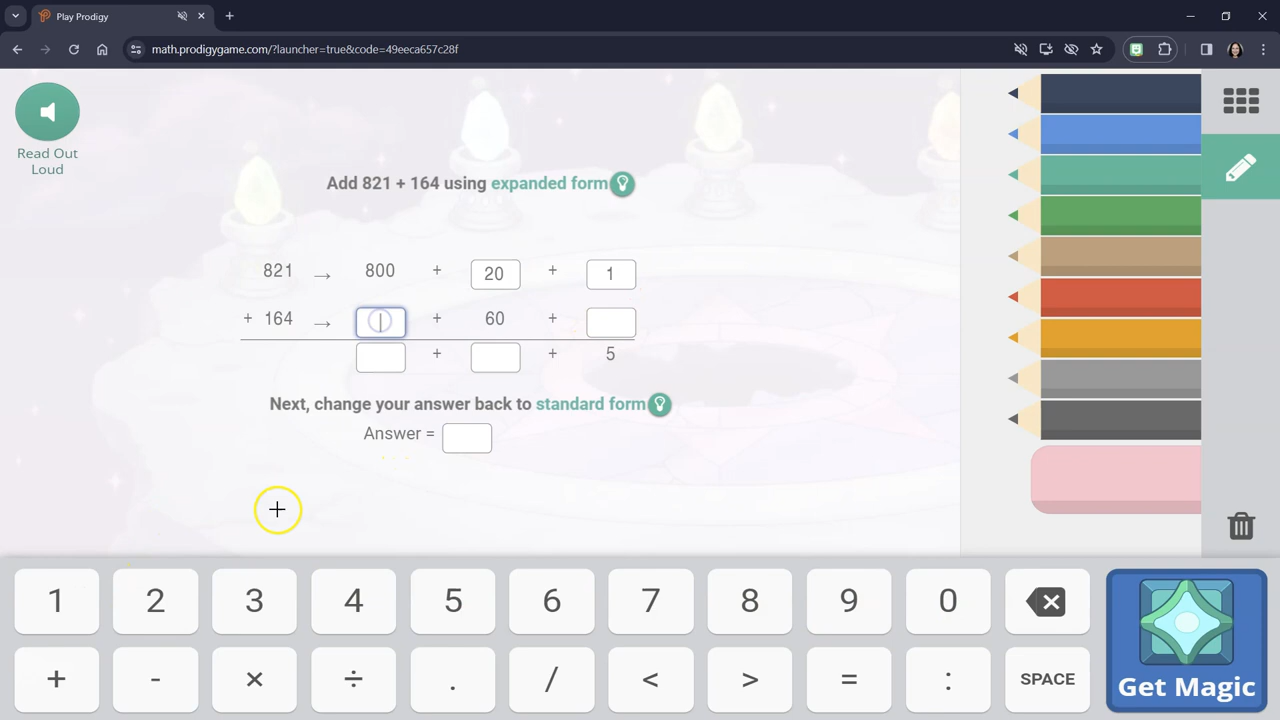 Play Prodigy
math.prodigygame.com/?launcher=true&code=49eeca657c28f
Read Out
Loud
Add 821 + 164 using expanded form
821 → 800 + 20 + 1
+ 164 → + 60 +
+ + 5
Next, change your answer back to standard form
Answer =
1 2 3 4 5 6 7 8 9 0
+ - × ÷ . / < > = : SPACE
Get Magic